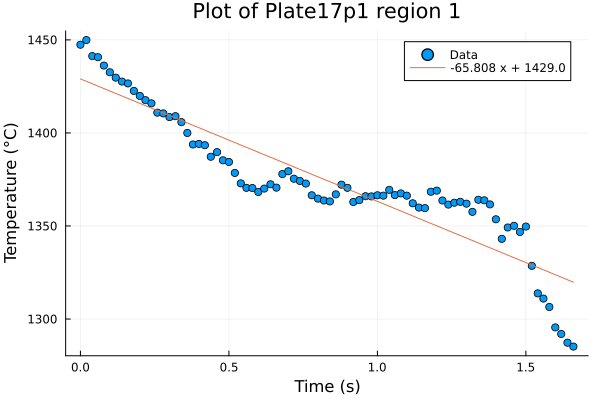 Plot of Plate17p1 region 1
Temperature (°C)
1450
1400
1350
1300
Data
-65.808 x + 1429.0
0.0
0.5
1.0
1.5
Time (s)